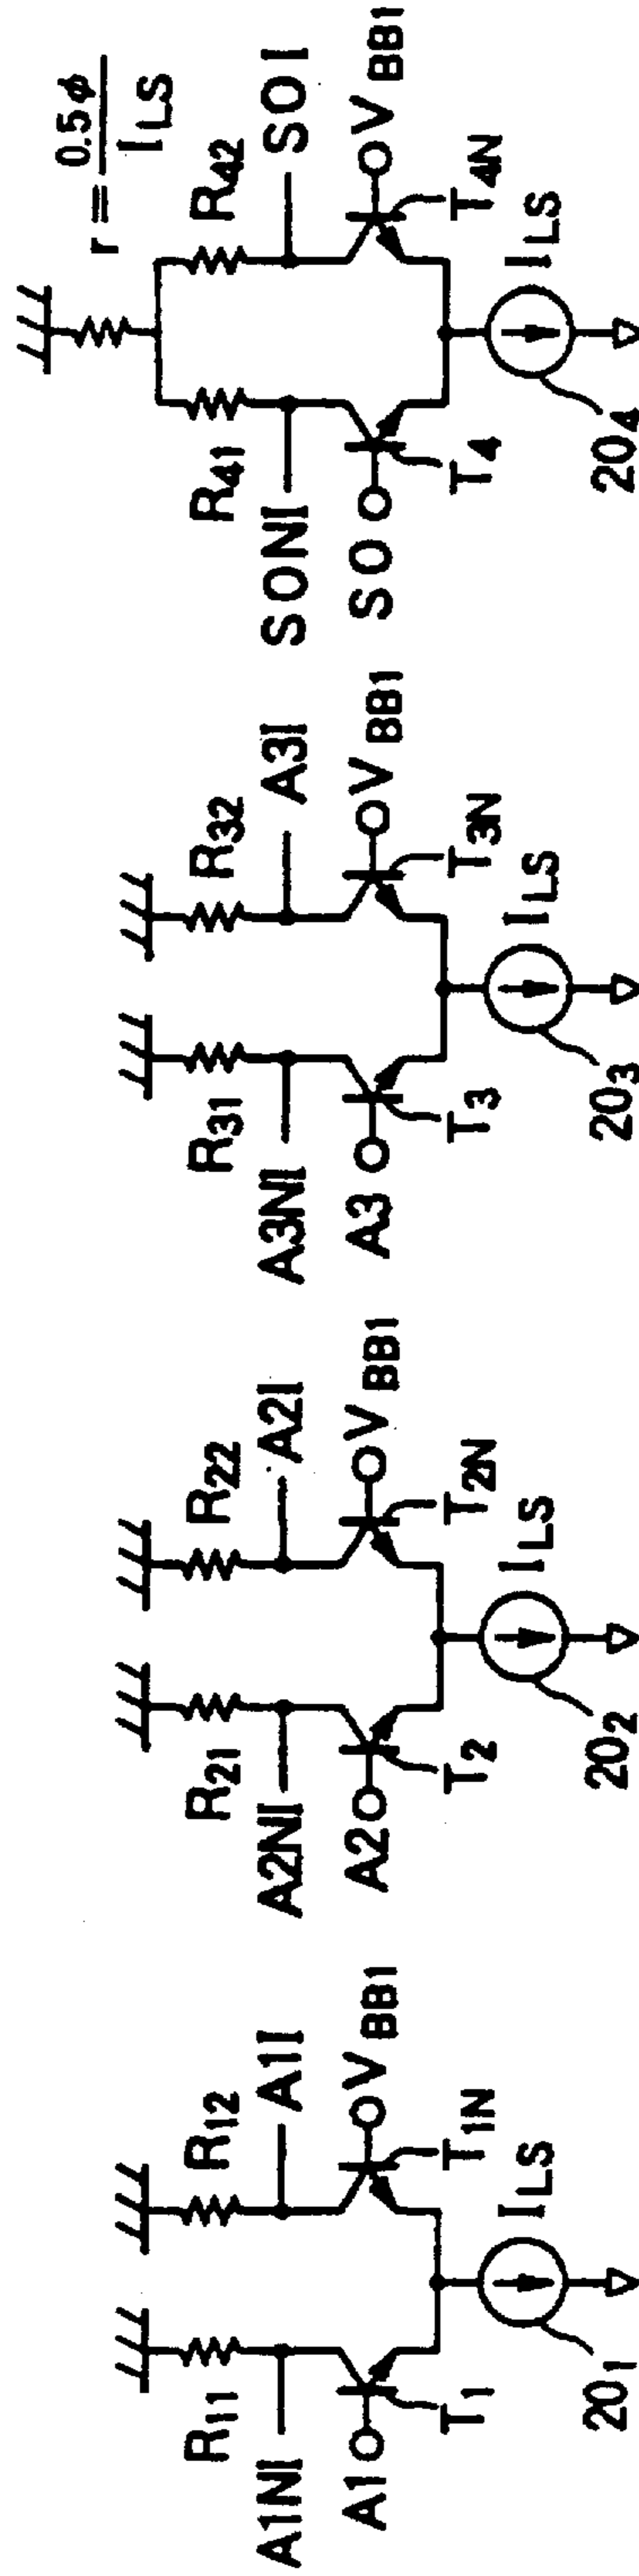 A1NI
R11
R12
A1I
A1
VBB1
T1
T1N
201
ILS
A2NI
R21
R22
A2I
A2
VBB1
T2
T2N
202
ILS
A3NI
R31
R32
A3I
A3
VBB1
T3
T3N
203
ILS
r = 0.5φ / ILS
SONI
R41
R42
SOI
SO
VBB1
T4
T4N
204
ILS